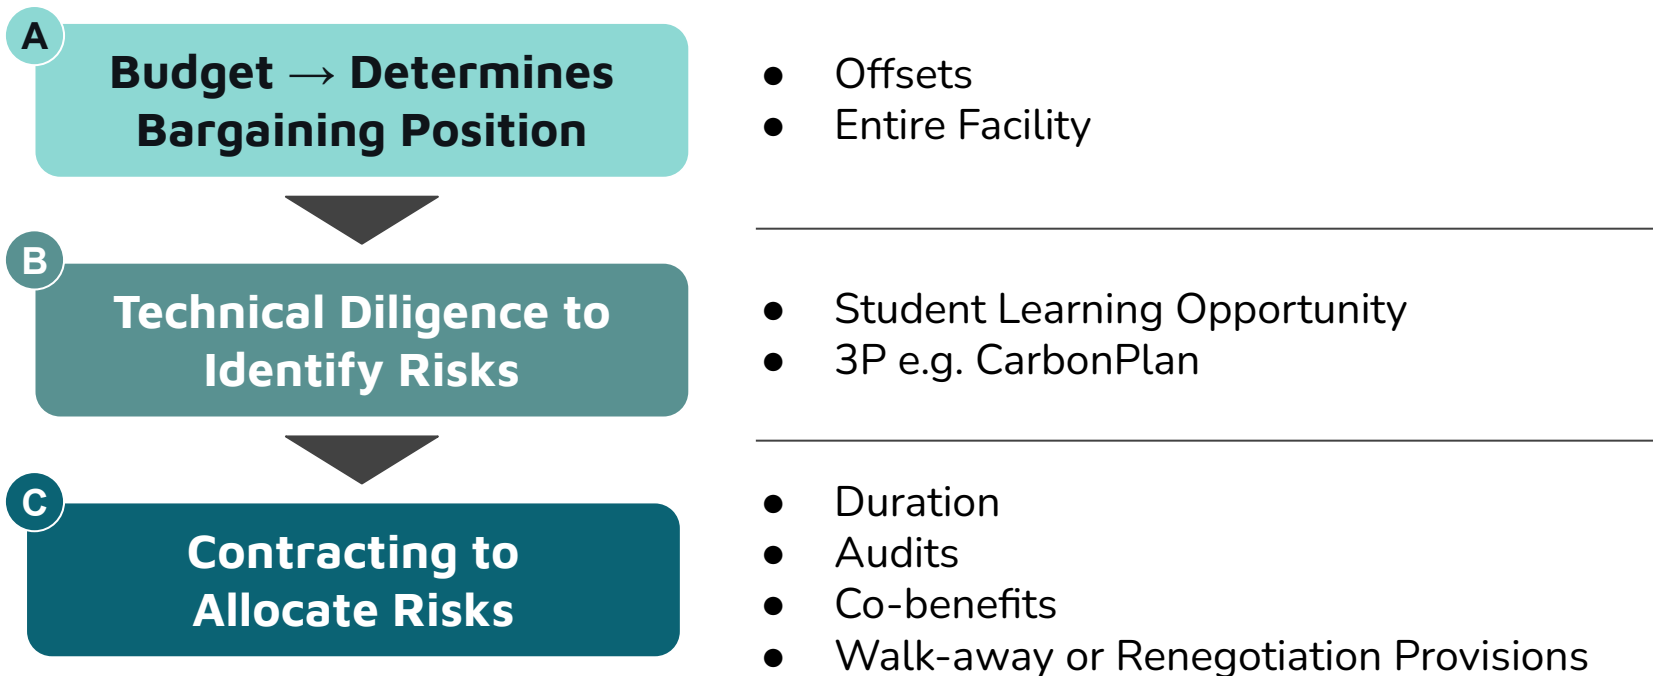 A
Budget → Determines
Bargaining Position
● Offsets
● Entire Facility
B
Technical Diligence to
Identify Risks
● Student Learning Opportunity
● 3P e.g. CarbonPlan
C
Contracting to
Allocate Risks
● Duration
● Audits
● Co-benefits
● Walk-away or Renegotiation Provisions